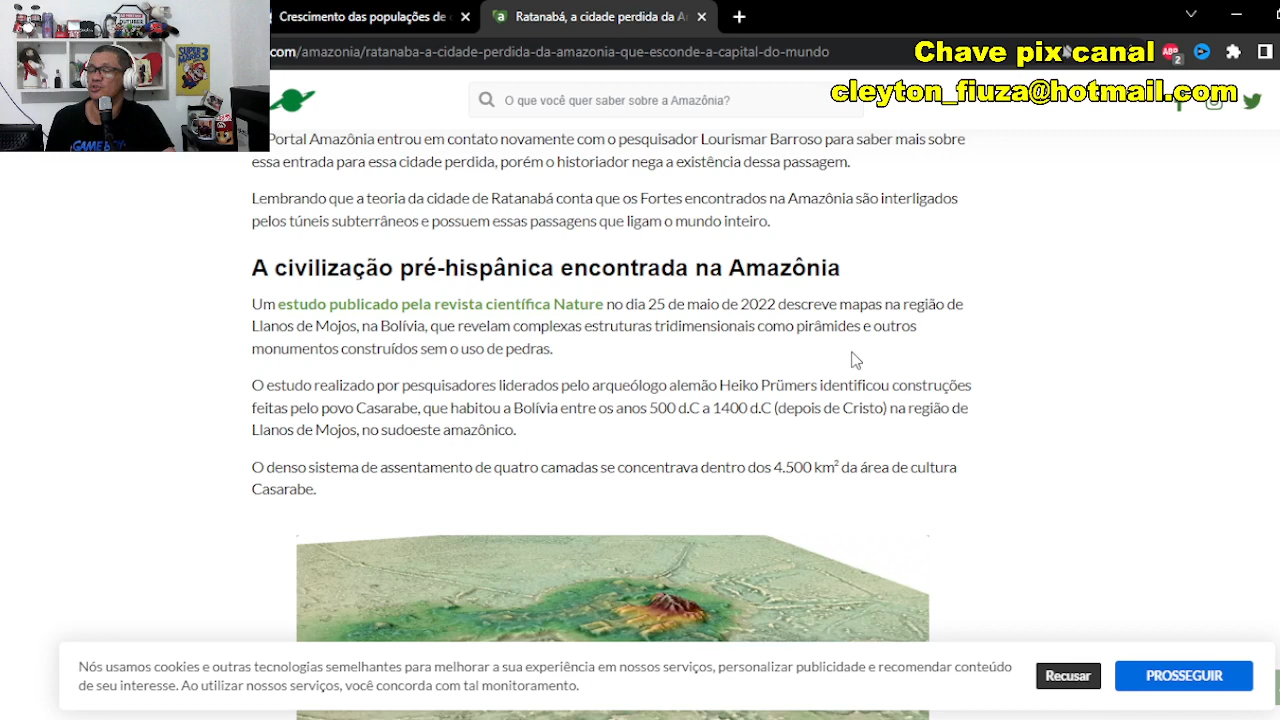 Crescimento das populações de
Ratanabá: a cidade perdida da A
com/amazonia/ratanaba-a-cidade-perdida-da-amazonia-que-esconde-a-capital-do-mundo
Chave pix canal
cleyton_fiuza@hotmail.com
ABP
2
O que você quer saber sobre a Amazônia?
Portal Amazônia entrou em contato novamente com o pesquisador Lourismar Barroso para saber mais sobre
essa entrada para essa cidade perdida, porém o historiador nega a existência dessa passagem.
Lembrando que a teoria da cidade de Ratanabá conta que os Fortes encontrados na Amazônia são interligados
pelos túneis subterrâneos e possuem essas passagens que ligam o mundo inteiro.
A civilização pré-hispânica encontrada na Amazônia
Um estudo publicado pela revista científica Nature no dia 25 de maio de 2022 descreve mapas na região de
Llanos de Mojos, na Bolívia, que revelam complexas estruturas tridimensionais como pirâmides e outros
monumentos construídos sem o uso de pedras.
O estudo realizado por pesquisadores liderados pelo arqueólogo alemão Heiko Prümers identificou construções
feitas pelo povo Casarabe, que habitou a Bolívia entre os anos 500 d.C a 1400 d.C (depois de Cristo) na região de
Llanos de Mojos, no sudoeste amazônico.
O denso sistema de assentamento de quatro camadas se concentrava dentro dos 4.500 km² da área de cultura
Casarabe.
Nós usamos cookies e outras tecnologias semelhantes para melhorar a sua experiência em nossos serviços, personalizar publicidade e recomendar conteúdo
de seu interesse. Ao utilizar nossos serviços, você concorda com tal monitoramento.
Recusar
PROSSEGUIR
SUPER
MARIO 3
GAME BOY